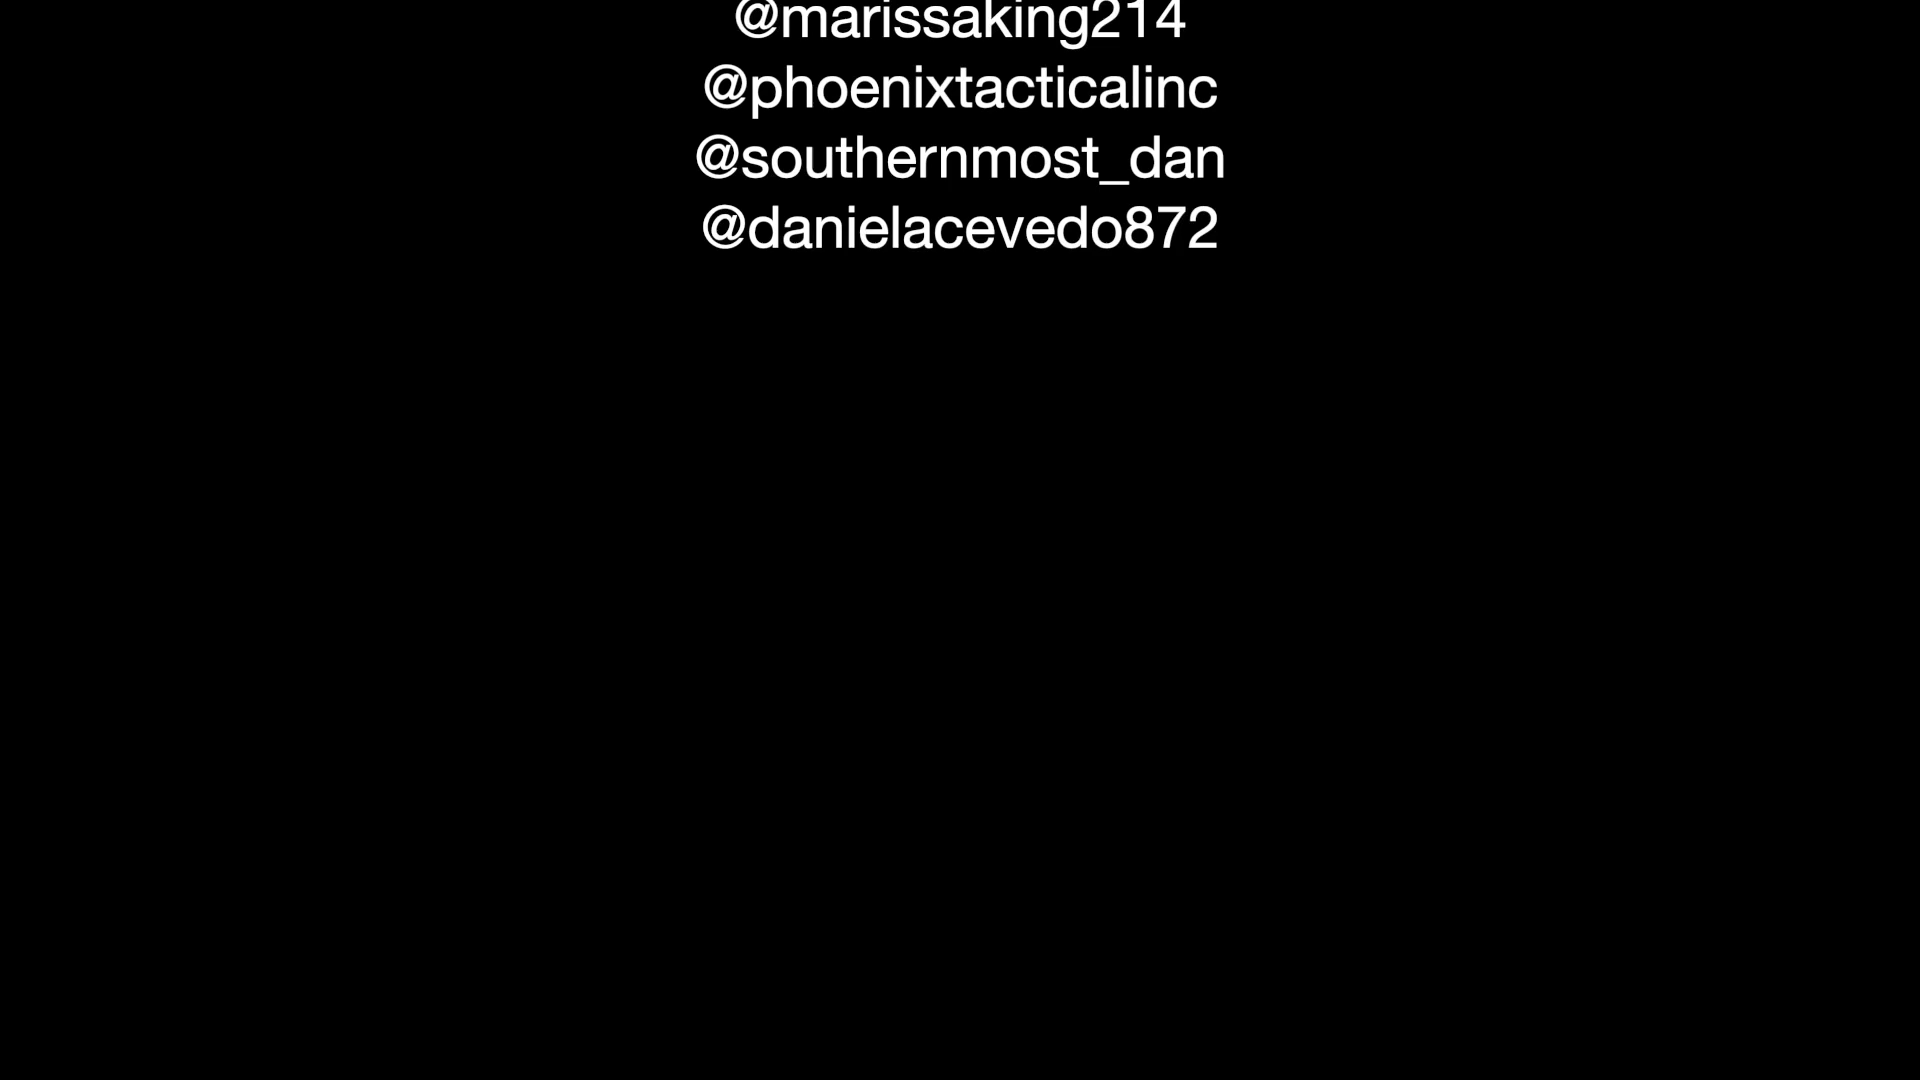 @marissaking214
@phoenixtacticalinc
@southernmost_dan
@danielacevedo872